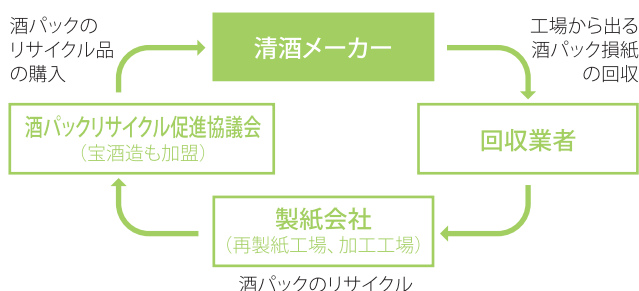 酒パックの
リサイクル品
の購入
清酒メーカー
工場から出る
酒パック損紙
の回収
酒パックリサイクル促進協議会
（宝酒造も加盟）
回収業者
製紙会社
（再製紙工場、加工工場）
酒パックのリサイクル